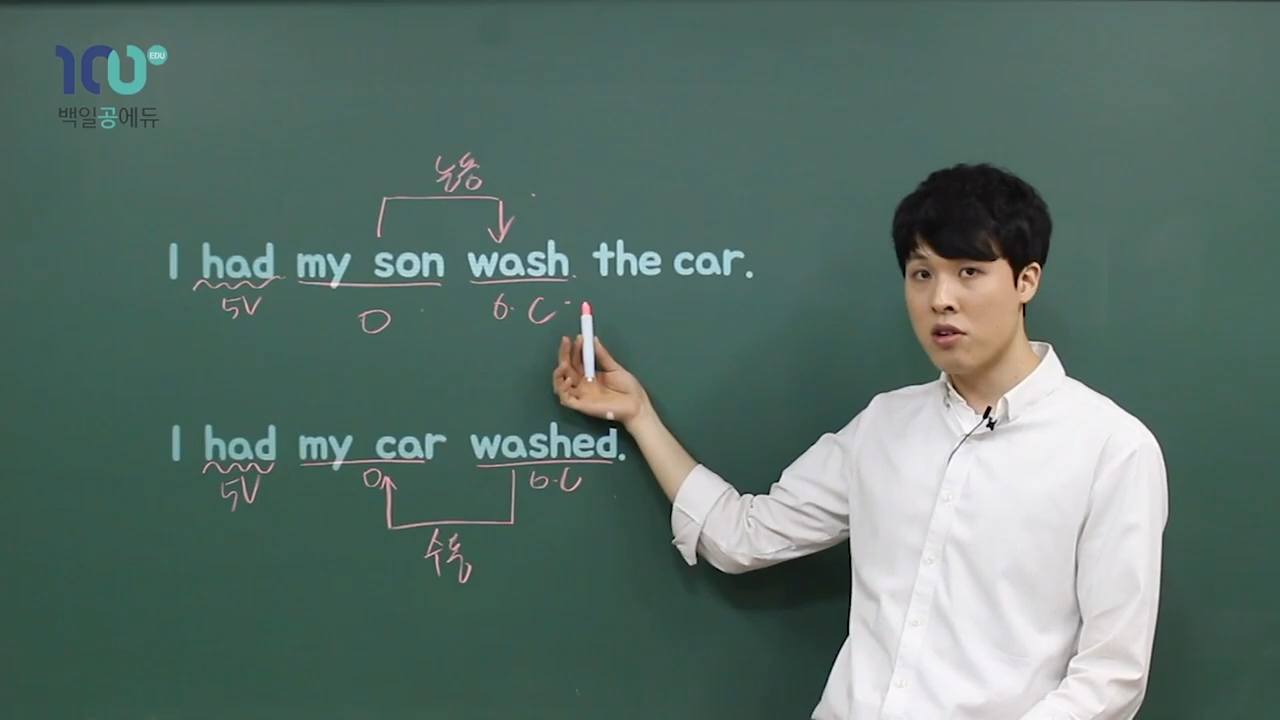 100 EDU
백일공에듀
능동
I had my son wash the car.
5V O O.C
I had my car washed.
5V O O.C
수동